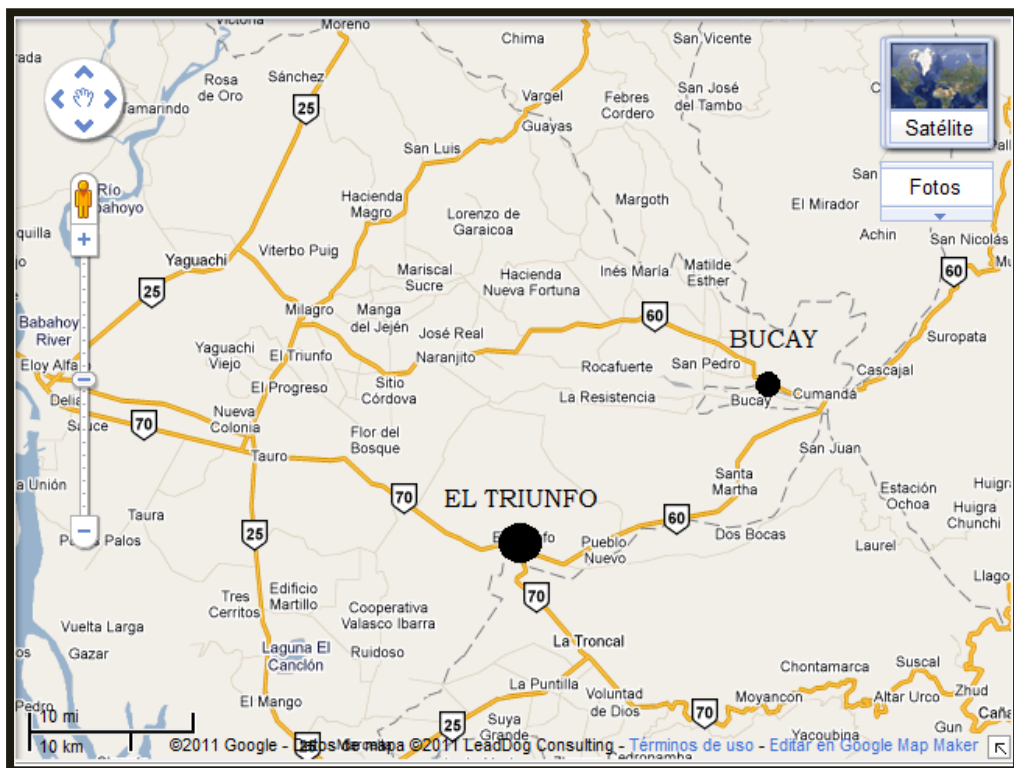 Victoria
Moreno
Chima
San Vicente
rada
Rosa
de Oro
Sánchez
25
Vargel
Febres
Cordero
San José
del Tambo
Satélite
Tamarindo
Guayas
San Luis
San
Fotos
Río
bahoyo
Hacienda
Magro
Lorenzo de
Garaicoa
Margoth
El Mirador
quilla
Achin
San Nicolás
Viterbo Puig
Yaguachi
Mariscal
Sucre
Hacienda
Nueva Fortuna
Inés María
Matilde
Esther
60
25
Milagro
Manga
del Jején
60
Babahoy
River
José Real
BUCAY
Suropata
Yaguachi
Viejo
El Triunfo
Naranjito
Rocafuerte
San Pedro
Cascajal
Eloy Alfa
El Progreso
Sitio
Córdova
La Resistencia
Bucay
Cumandá
Nueva
Colonia
70
Flor del
Bosque
San Juan
Tauro
Santa
Martha
a Unión
70
EL TRIUNFO
Estación
Ochoa
Huigra
Chunchi
Taura
60
25
Palos
Pueblo
Nuevo
Dos Bocas
Laurel
Llago
Tres
Cerritos
Edificio
Martillo
70
Cooperativa
Velasco Ibarra
Vuelta Larga
La Troncal
Gazar
Laguna El
Canclón
Ruidoso
Chontamarca
Suscal
La Puntilla
Voluntad
de Dios
Moyancon
Altar Urco
Zhud
El Mango
70
Pedro
10 mi
25
Suya
Grande
Yacoubina
Gun
Caña
10 km
©2011 Google - Datos de mapa ©2011 LeadDog Consulting - Términos de uso - Editar en Google Map Maker